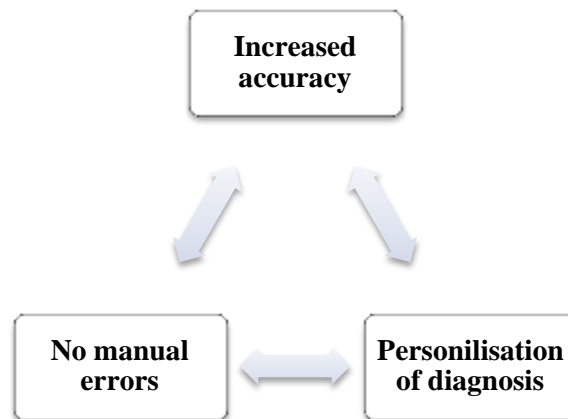 Increased
accuracy
No manual
errors
Personilisation
of diagnosis